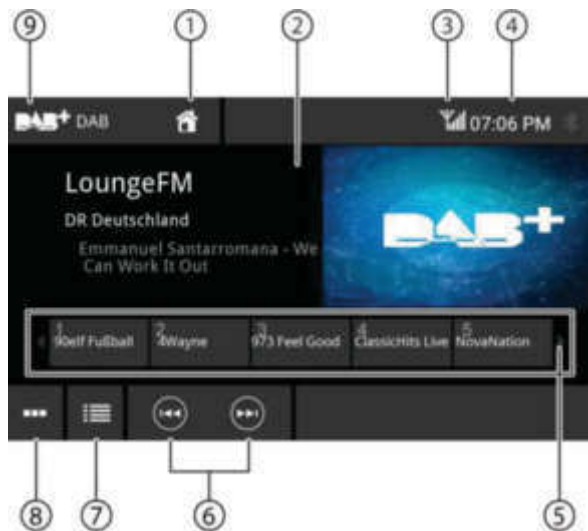 9 1 2 3 4
DAB+ DAB 07:06 PM
LoungeFM
DR Deutschland
Emmanuel Santarromana - We
Can Work It Out
DAB+
1 2 3 4 5
90elf Fußball 4Wayne 973 Feel Good ClassicHits Live NovaNation
8 7 6 5